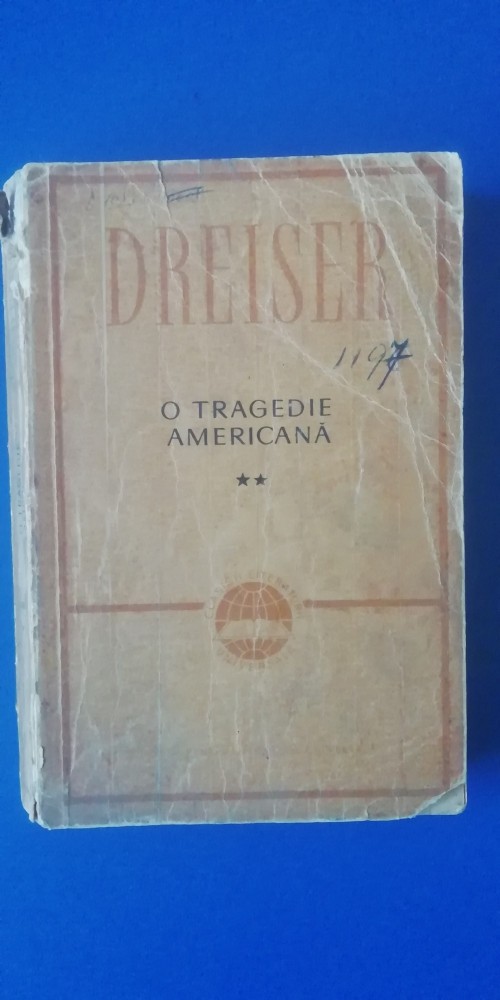 DREISER
1197
O TRAGEDIE
AMERICANĂ
★★